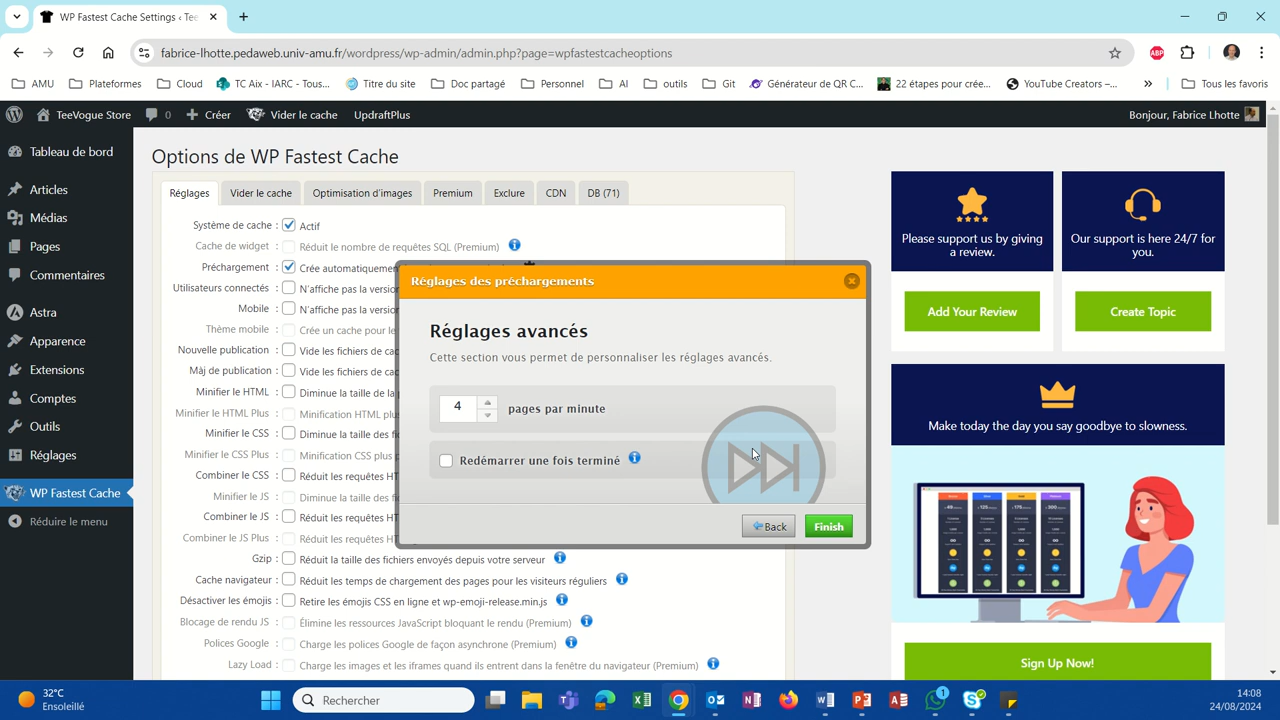 WP Fastest Cache Settings ‹ Tee
fabrice-lhotte.pedaweb.univ-amu.fr/wordpress/wp-admin/admin.php?page=wpfastestcacheoptions
ABP
AMU
Plateformes
Cloud
TC Aix - IARC - Tous...
Titre du site
Doc partagé
Personnel
AI
outils
Git
Générateur de QR C...
22 étapes pour crée...
YouTube Creators –...
»
Tous les favoris
TeeVogue Store
0
Créer
Vider le cache
UpdraftPlus
Bonjour, Fabrice Lhotte
Tableau de bord
Articles
Médias
Pages
Commentaires
Astra
Apparence
Extensions
Comptes
Outils
Réglages
WP Fastest Cache
Réduire le menu
Options de WP Fastest Cache
Réglages
Vider le cache
Optimisation d'images
Premium
Exclure
CDN
DB (71)
Système de cache : Actif
Cache de widget : Réduit le nombre de requêtes SQL (Premium)
Préchargement : Crée automatiquemen
Utilisateurs connectés : N'affiche pas la versio
Mobile : N'affiche pas la versio
Thème mobile : Crée un cache pour le
Nouvelle publication : Vide les fichiers de cac
Màj de publication : Vide les fichiers de cac
Minifier le HTML : Diminue la taille de la
Minifier le HTML Plus : Minification HTML plus
Minifier le CSS : Diminue la taille des fic
Minifier le CSS Plus : Minification CSS plus p
Combiner le CSS : Réduit les requêtes HT
Minifier le JS : Diminue la taille des fic
Combiner le JS : Réduit les requêtes HT
Combiner le JS Plus : Réduit les requêtes HT
Gzip : Réduit la taille des fichiers envoyés depuis votre serveur
Cache navigateur : Réduit les temps de chargement des pages pour les visiteurs réguliers
Désactiver les emojis : Retire les émojis CSS en ligne et wp-emoji-release.min.js
Blocage de rendu JS : Élimine les ressources JavaScript bloquant le rendu (Premium)
Polices Google : Charge les polices Google de façon asynchrone (Premium)
Lazy Load : Charge les images et les iframes quand ils entrent dans la fenêtre du navigateur (Premium)
Réglages des préchargements
Réglages avancés
Cette section vous permet de personnaliser les réglages avancés.
4 pages par minute
Redémarrer une fois terminé
Back
Finish
Please support us by giving
a review.
Add Your Review
Our support is here 24/7 for
you.
Create Topic
Make today the day you say goodbye to slowness.
Sign Up Now!
32°C
Ensoleillé
Rechercher
1
14:08
24/08/2024